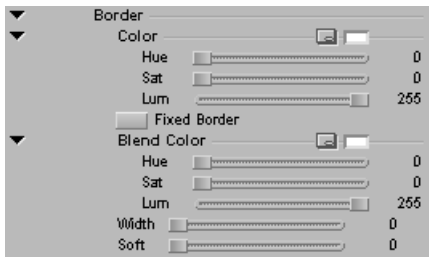 Border
Color
Hue 0
Sat 0
Lum 255
Fixed Border
Blend Color
Hue 0
Sat 0
Lum 255
Width 0
Soft 0